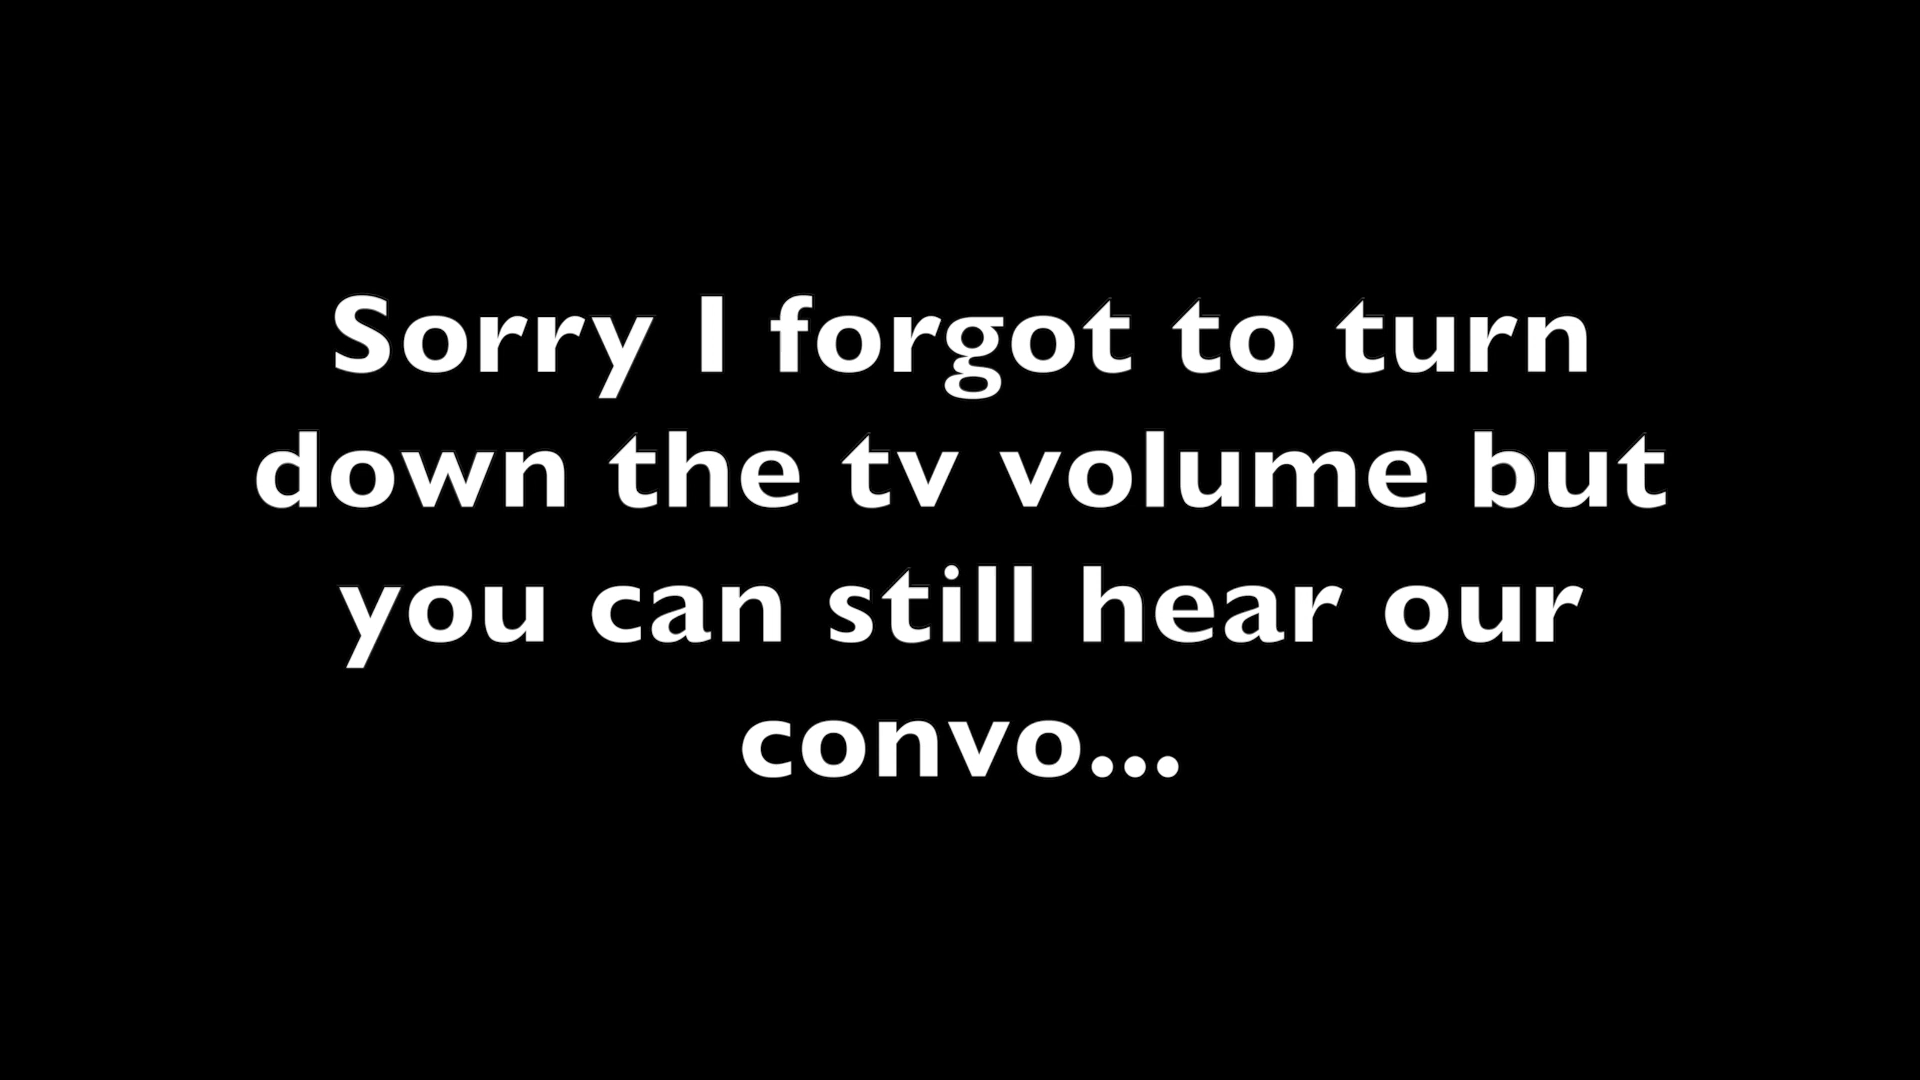 Sorry I forgot to turn
down the tv volume but
you can still hear our
convo...